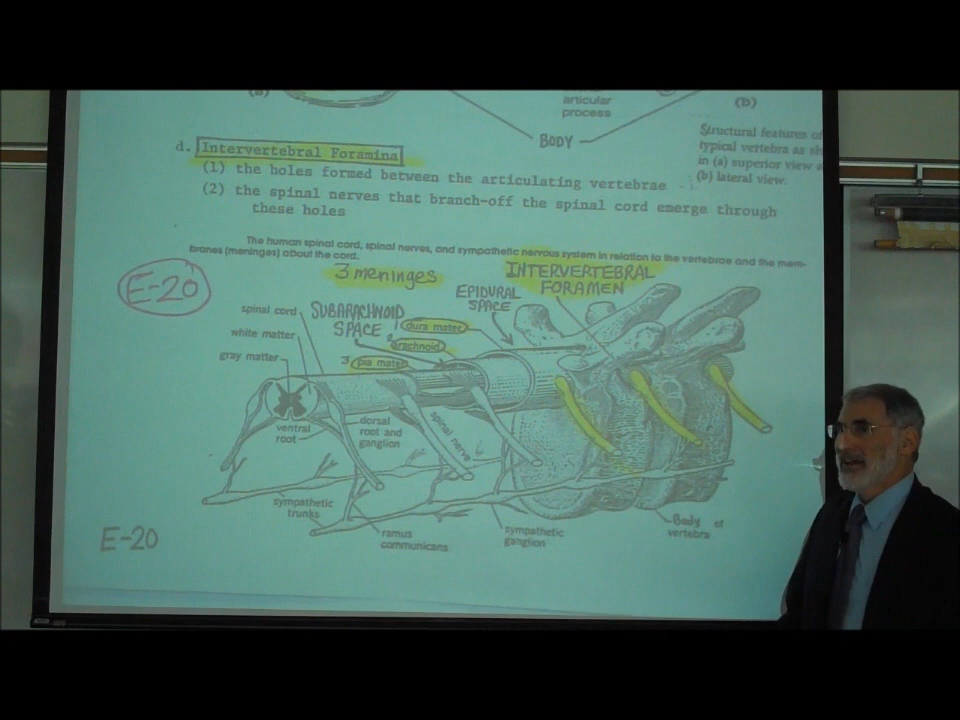 (a)
articular
process
(b)
BODY
Structural features of
typical vertebra as sh
in (a) superior view a
(b) lateral view.
d. Intervertebral Foramina
(1) the holes formed between the articulating vertebrae
(2) the spinal nerves that branch-off the spinal cord emerge through
these holes
The human spinal cord, spinal nerves, and sympathetic nervous system in relation to the vertebrae and the mem-
branes (meninges) about the cord.
E-20
3 meninges
INTERVERTEBRAL
FORAMEN
EPIDURAL
SPACE
SUBARACHNOID
SPACE
spinal cord
white matter
gray matter
1 dura mater
arachnoid
3 pia mater
ventral
root
dorsal
root and
ganglion
spinal nerve
sympathetic
trunks
ramus
communicans
sympathetic
ganglion
Body of
vertebra
E-20